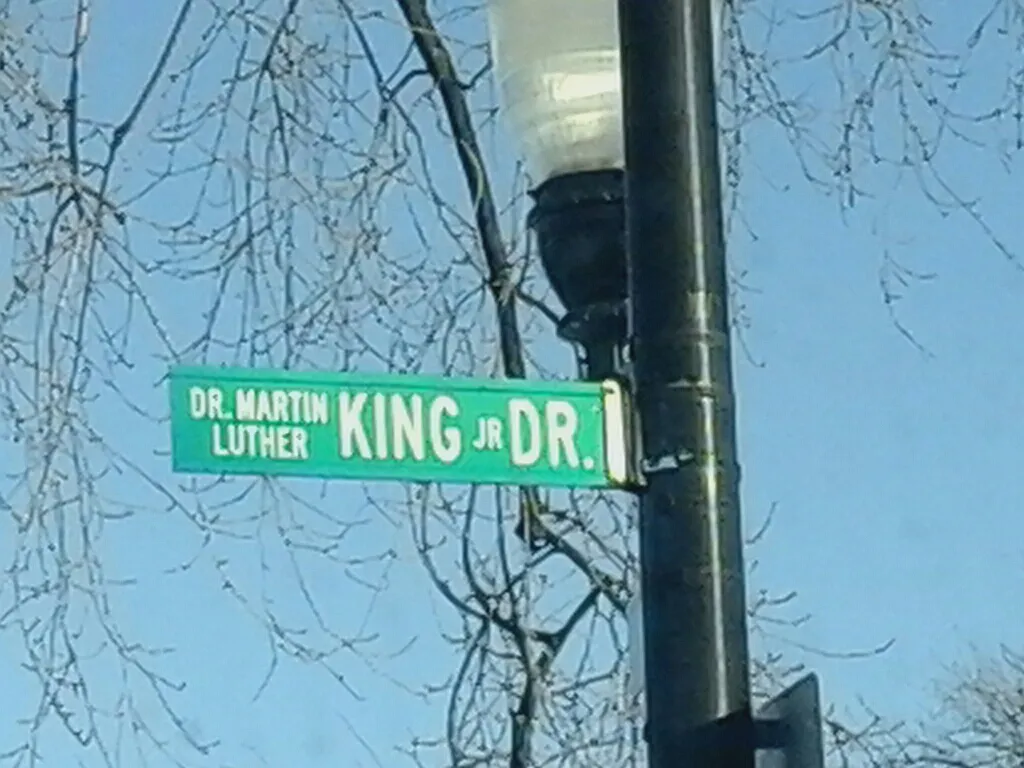 DR. MARTIN
LUTHER
KING JR DR.